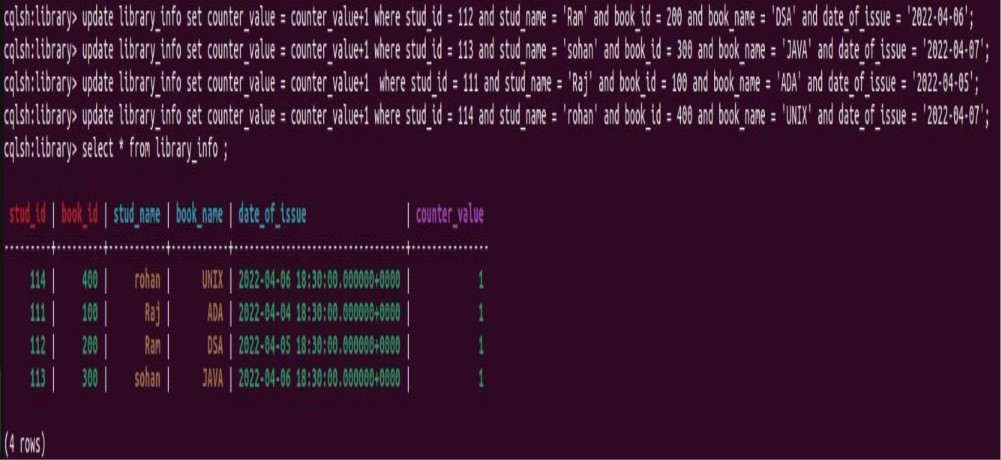 cqlsh:library> update library_info set counter_value = counter_value+1 where stud_id = 112 and stud_name = 'Ram' and book_id = 200 and book_name = 'DSA' and date_of_issue = '2022-04-06';
cqlsh:library> update library_info set counter_value = counter_value+1 where stud_id = 113 and stud_name = 'sohan' and book_id = 300 and book_name = 'JAVA' and date_of_issue = '2022-04-07';
cqlsh:library> update library_info set counter_value = counter_value+1  where stud_id = 111 and stud_name = 'Raj' and book_id = 100 and book_name = 'ADA' and date_of_issue = '2022-04-05';
cqlsh:library> update library_info set counter_value = counter_value+1 where stud_id = 114 and stud_name = 'rohan' and book_id = 400 and book_name = 'UNIX' and date_of_issue = '2022-04-07';
cqlsh:library> select * from library_info ;
stud_id | book_id | stud_name | book_name | date_of_issue | counter_value
114 | 400 | rohan | UNIX | 2022-04-06 18:30:00.000000+0000 | 1
111 | 100 | Raj | ADA | 2022-04-04 18:30:00.000000+0000 | 1
112 | 200 | Ram | DSA | 2022-04-05 18:30:00.000000+0000 | 1
113 | 300 | sohan | JAVA | 2022-04-06 18:30:00.000000+0000 | 1
(4 rows)